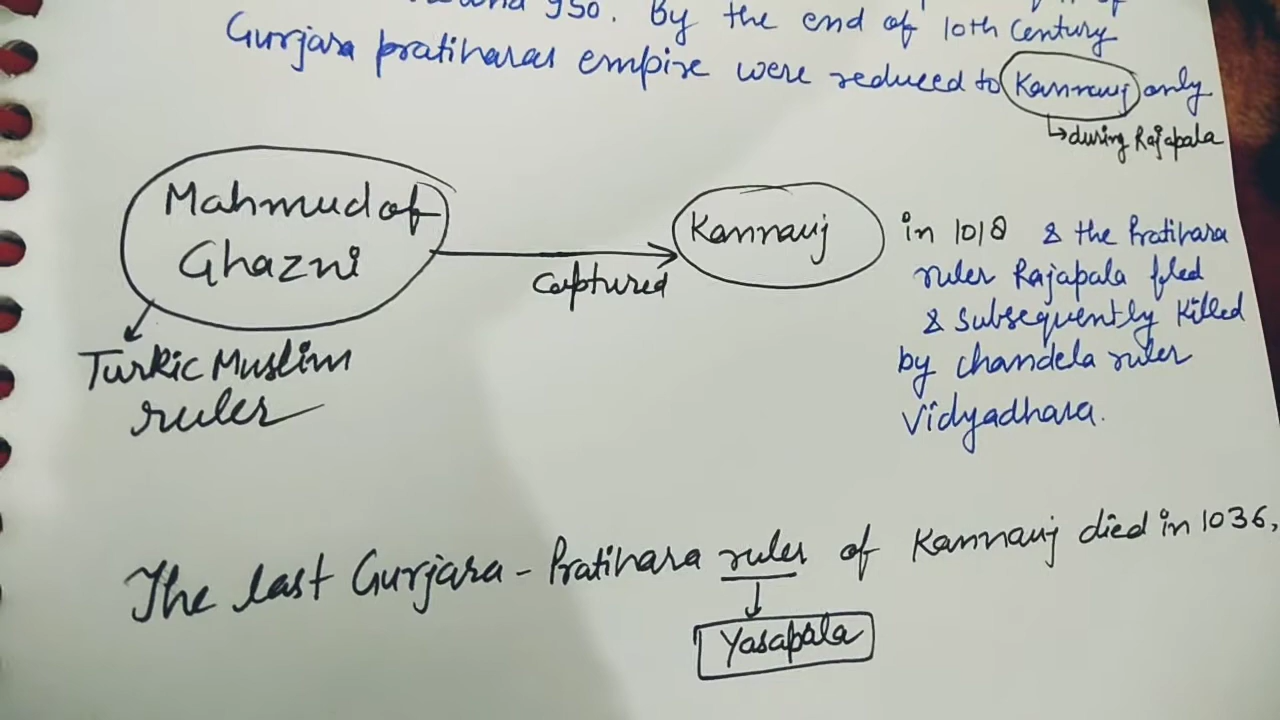 950. By the end of 10th Century
Gurjara pratiharas empire were reduced to Kannauj only
↳during Rajapala
Mahmud of
Ghazni
captured
Kannauj
in 1018 & the Pratihara
ruler Rajapala fled
& subsequently killed
by chandela ruler
Vidyadhara.
Turkic Muslim
ruler
The last Gurjara - Pratihara ruler of Kannauj died in 1036,
Yasapala